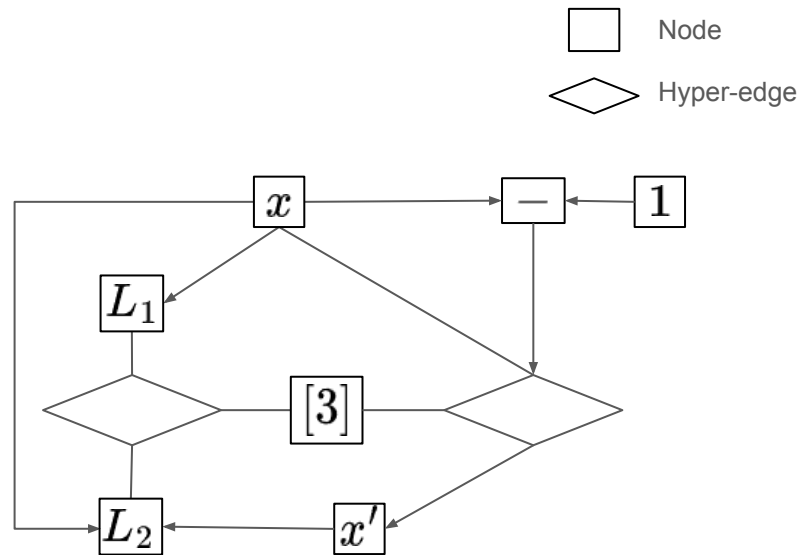 Node
Hyper-edge
x − 1
L₁
[3]
L₂ x′